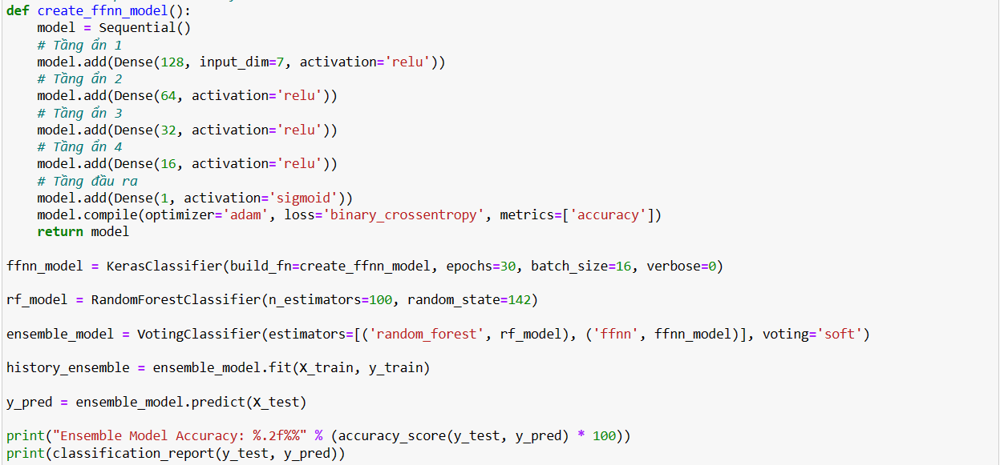 def create_ffnn_model():
    model = Sequential()
    # Tầng ẩn 1
    model.add(Dense(128, input_dim=7, activation='relu'))
    # Tầng ẩn 2
    model.add(Dense(64, activation='relu'))
    # Tầng ẩn 3
    model.add(Dense(32, activation='relu'))
    # Tầng ẩn 4
    model.add(Dense(16, activation='relu'))
    # Tầng đầu ra
    model.add(Dense(1, activation='sigmoid'))
    model.compile(optimizer='adam', loss='binary_crossentropy', metrics=['accuracy'])
    return model
ffnn_model = KerasClassifier(build_fn=create_ffnn_model, epochs=30, batch_size=16, verbose=0)
rf_model = RandomForestClassifier(n_estimators=100, random_state=142)
ensemble_model = VotingClassifier(estimators=[('random_forest', rf_model), ('ffnn', ffnn_model)], voting='soft')
history_ensemble = ensemble_model.fit(X_train, y_train)
y_pred = ensemble_model.predict(X_test)
print("Ensemble Model Accuracy: %.2f%%" % (accuracy_score(y_test, y_pred) * 100))
print(classification_report(y_test, y_pred))